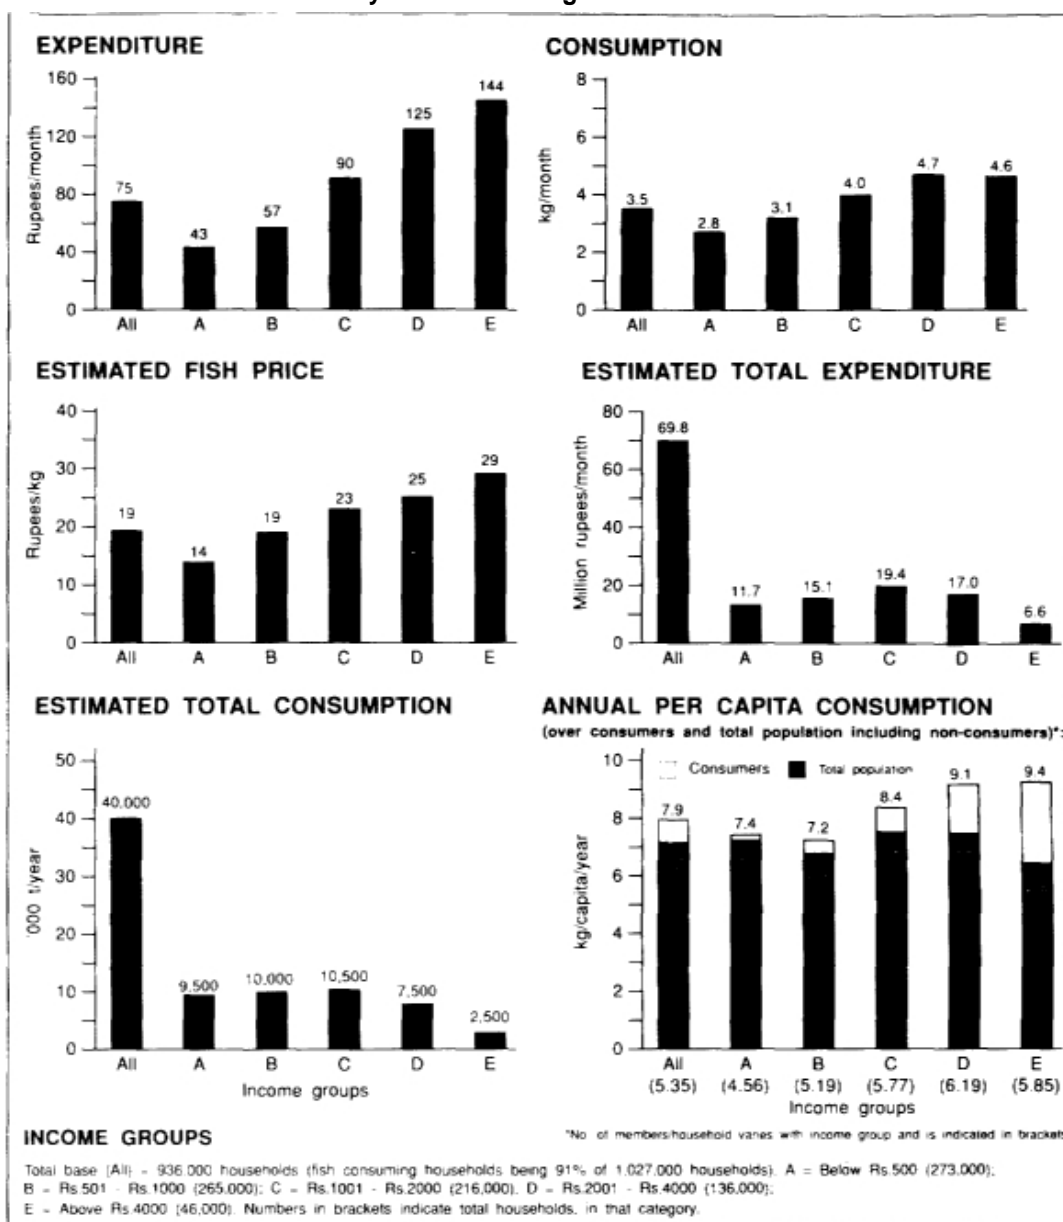 EXPENDITURE
Rupees/month
160
120
80
40
0
75
43
57
90
125
144
All A B C D E
CONSUMPTION
kg/month
8
6
4
2
0
3.5
2.8
3.1
4.0
4.7
4.6
All A B C D E
ESTIMATED FISH PRICE
Rupees/kg
40
30
20
10
0
19
14
19
23
25
29
All A B C D E
ESTIMATED TOTAL EXPENDITURE
Million rupees/month
80
60
40
20
0
69.8
11.7
15.1
19.4
17.0
6.6
All A B C D E
ESTIMATED TOTAL CONSUMPTION
'000 t/year
50
40
30
20
10
0
40,000
9,500
10,000
10,500
7,500
2,500
All A B C D E
Income groups
ANNUAL PER CAPITA CONSUMPTION
(over consumers and total population including non-consumers)*:
kg/capita/year
10
8
6
4
2
0
Consumers Total population
7.9
7.4
7.2
8.4
9.1
9.4
All A B C D E
(5.35) (4.56) (5.19) (5.77) (6.19) (5.85)
Income groups
*No. of members/household varies with income group and is indicated in brackets
INCOME GROUPS
Total base (All) – 936.000 households (fish consuming households being 91% of 1.027.000 households). A = Below Rs.500 (273.000);
B – Rs.501 - Rs.1000 (265.000); C – Rs.1001 - Rs.2000 (216,000). D – Rs.2001 - Rs.4000 (136,000);
E – Above Rs.4000 (46,000). Numbers in brackets indicate total households, in that category.